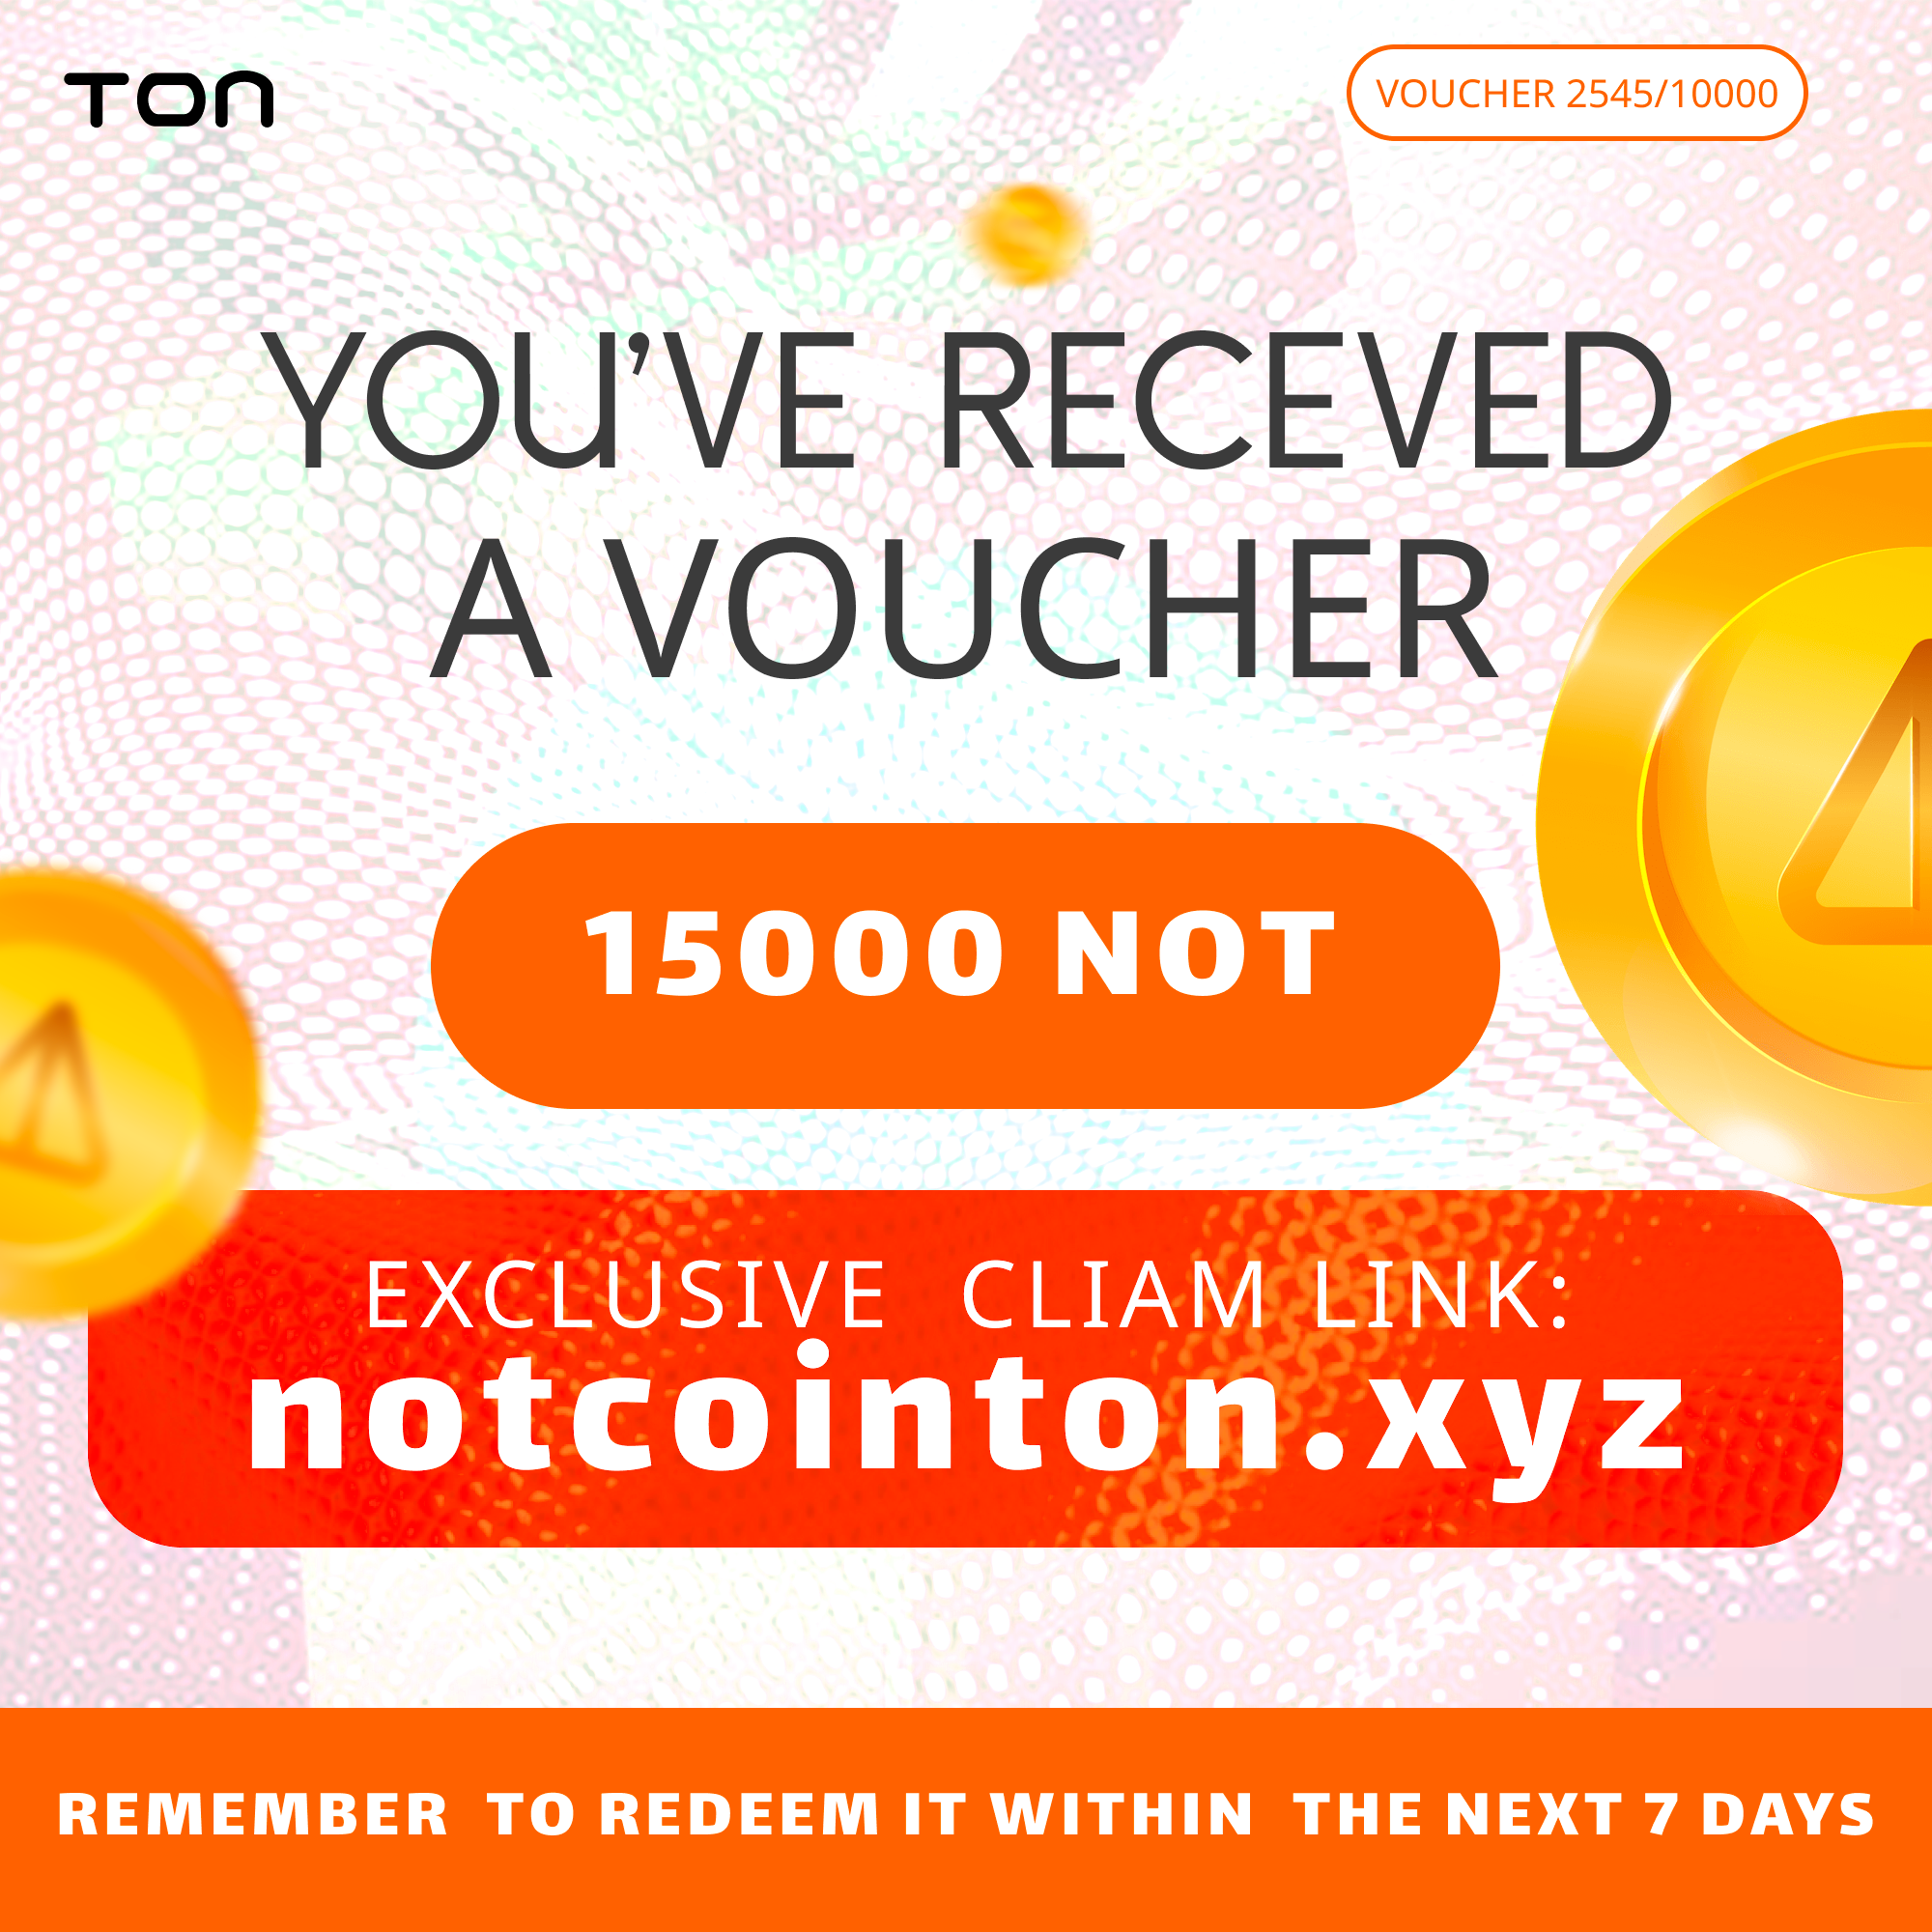 TON
VOUCHER 2545/10000
YOU’VE RECEVED
A VOUCHER
15000 NOT
EXCLUSIVE CLIAM LINK:
notcointon.xyz
REMEMBER TO REDEEM IT WITHIN THE NEXT 7 DAYS